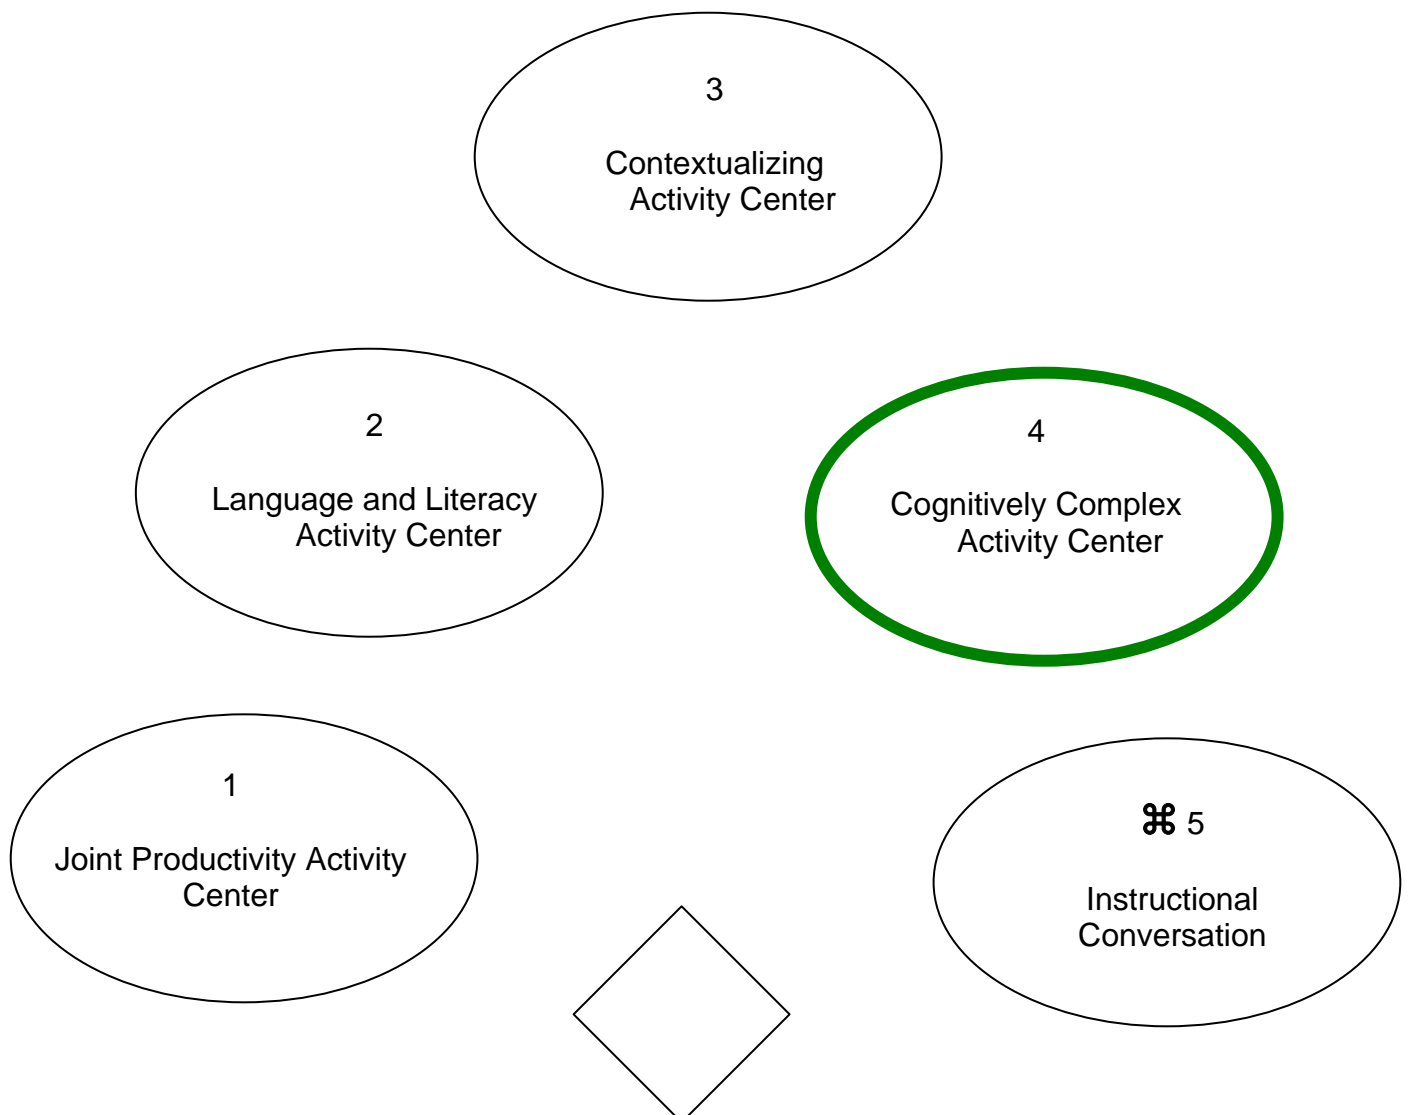 3
Contextualizing
Activity Center
2
Language and Literacy
Activity Center
4
Cognitively Complex
Activity Center
1
Joint Productivity Activity
Center
⌘ 5
Instructional
Conversation